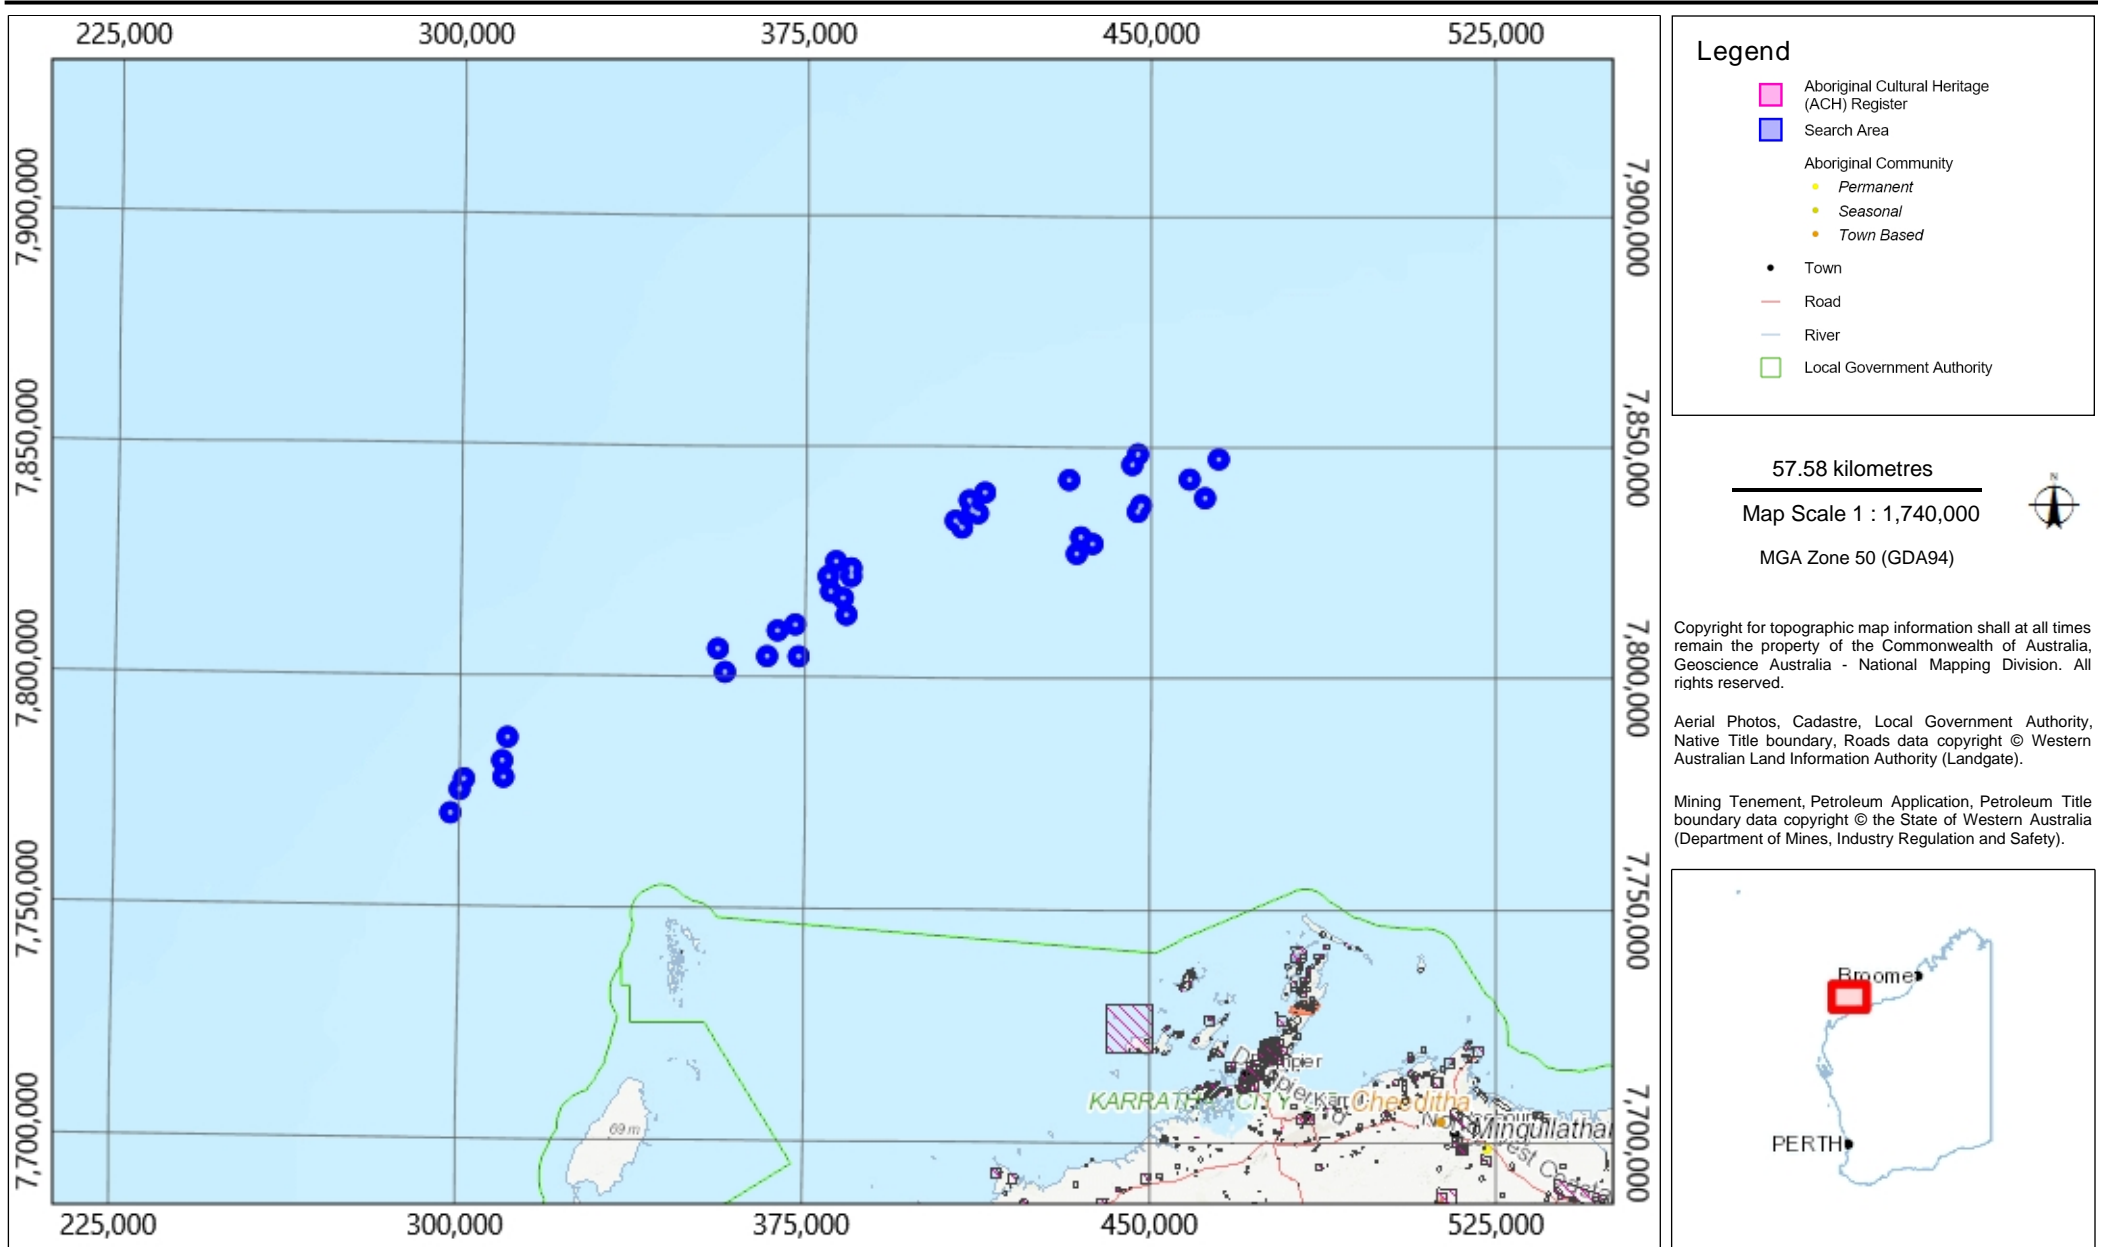 225,000 300,000 375,000 450,000 525,000
7,900,000
7,850,000
7,800,000
7,750,000
7,700,000
7,900,000
7,850,000
7,800,000
7,750,000
7,700,000
69 m
KARRATHA CITY
Cheeditha
Mingullathar
225,000 300,000 375,000 450,000 525,000
Legend
Aboriginal Cultural Heritage
(ACH) Register
Search Area
Aboriginal Community
Permanent
Seasonal
Town Based
Town
Road
River
Local Government Authority
57.58 kilometres
Map Scale 1 : 1,740,000
MGA Zone 50 (GDA94)
N
Copyright for topographic map information shall at all times
remain the property of the Commonwealth of Australia,
Geoscience Australia - National Mapping Division. All
rights reserved.
Aerial Photos, Cadastre, Local Government Authority,
Native Title boundary, Roads data copyright © Western
Australian Land Information Authority (Landgate).
Mining Tenement, Petroleum Application, Petroleum Title
boundary data copyright © the State of Western Australia
(Department of Mines, Industry Regulation and Safety).
Broome
PERTH